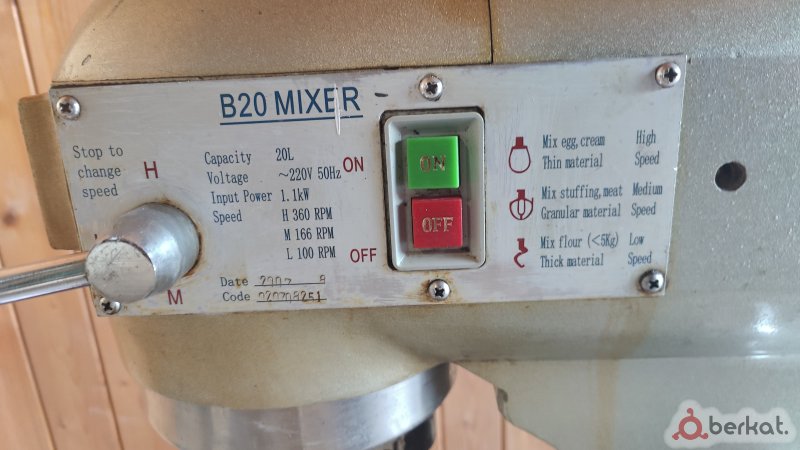 B20 MIXER
Stop to
change
speed
H
M
Capacity 20L
Voltage ~220V 50Hz
Input Power 1.1kW
Speed H 360 RPM
M 166 RPM
L 100 RPM
Date 2007 8
Code
ON
OFF
ON
OFF
Mix egg, cream High
Thin material Speed
Mix stuffing, meat Medium
Granular material Speed
Mix flour (<5Kg) Low
Thick material Speed
berkat.